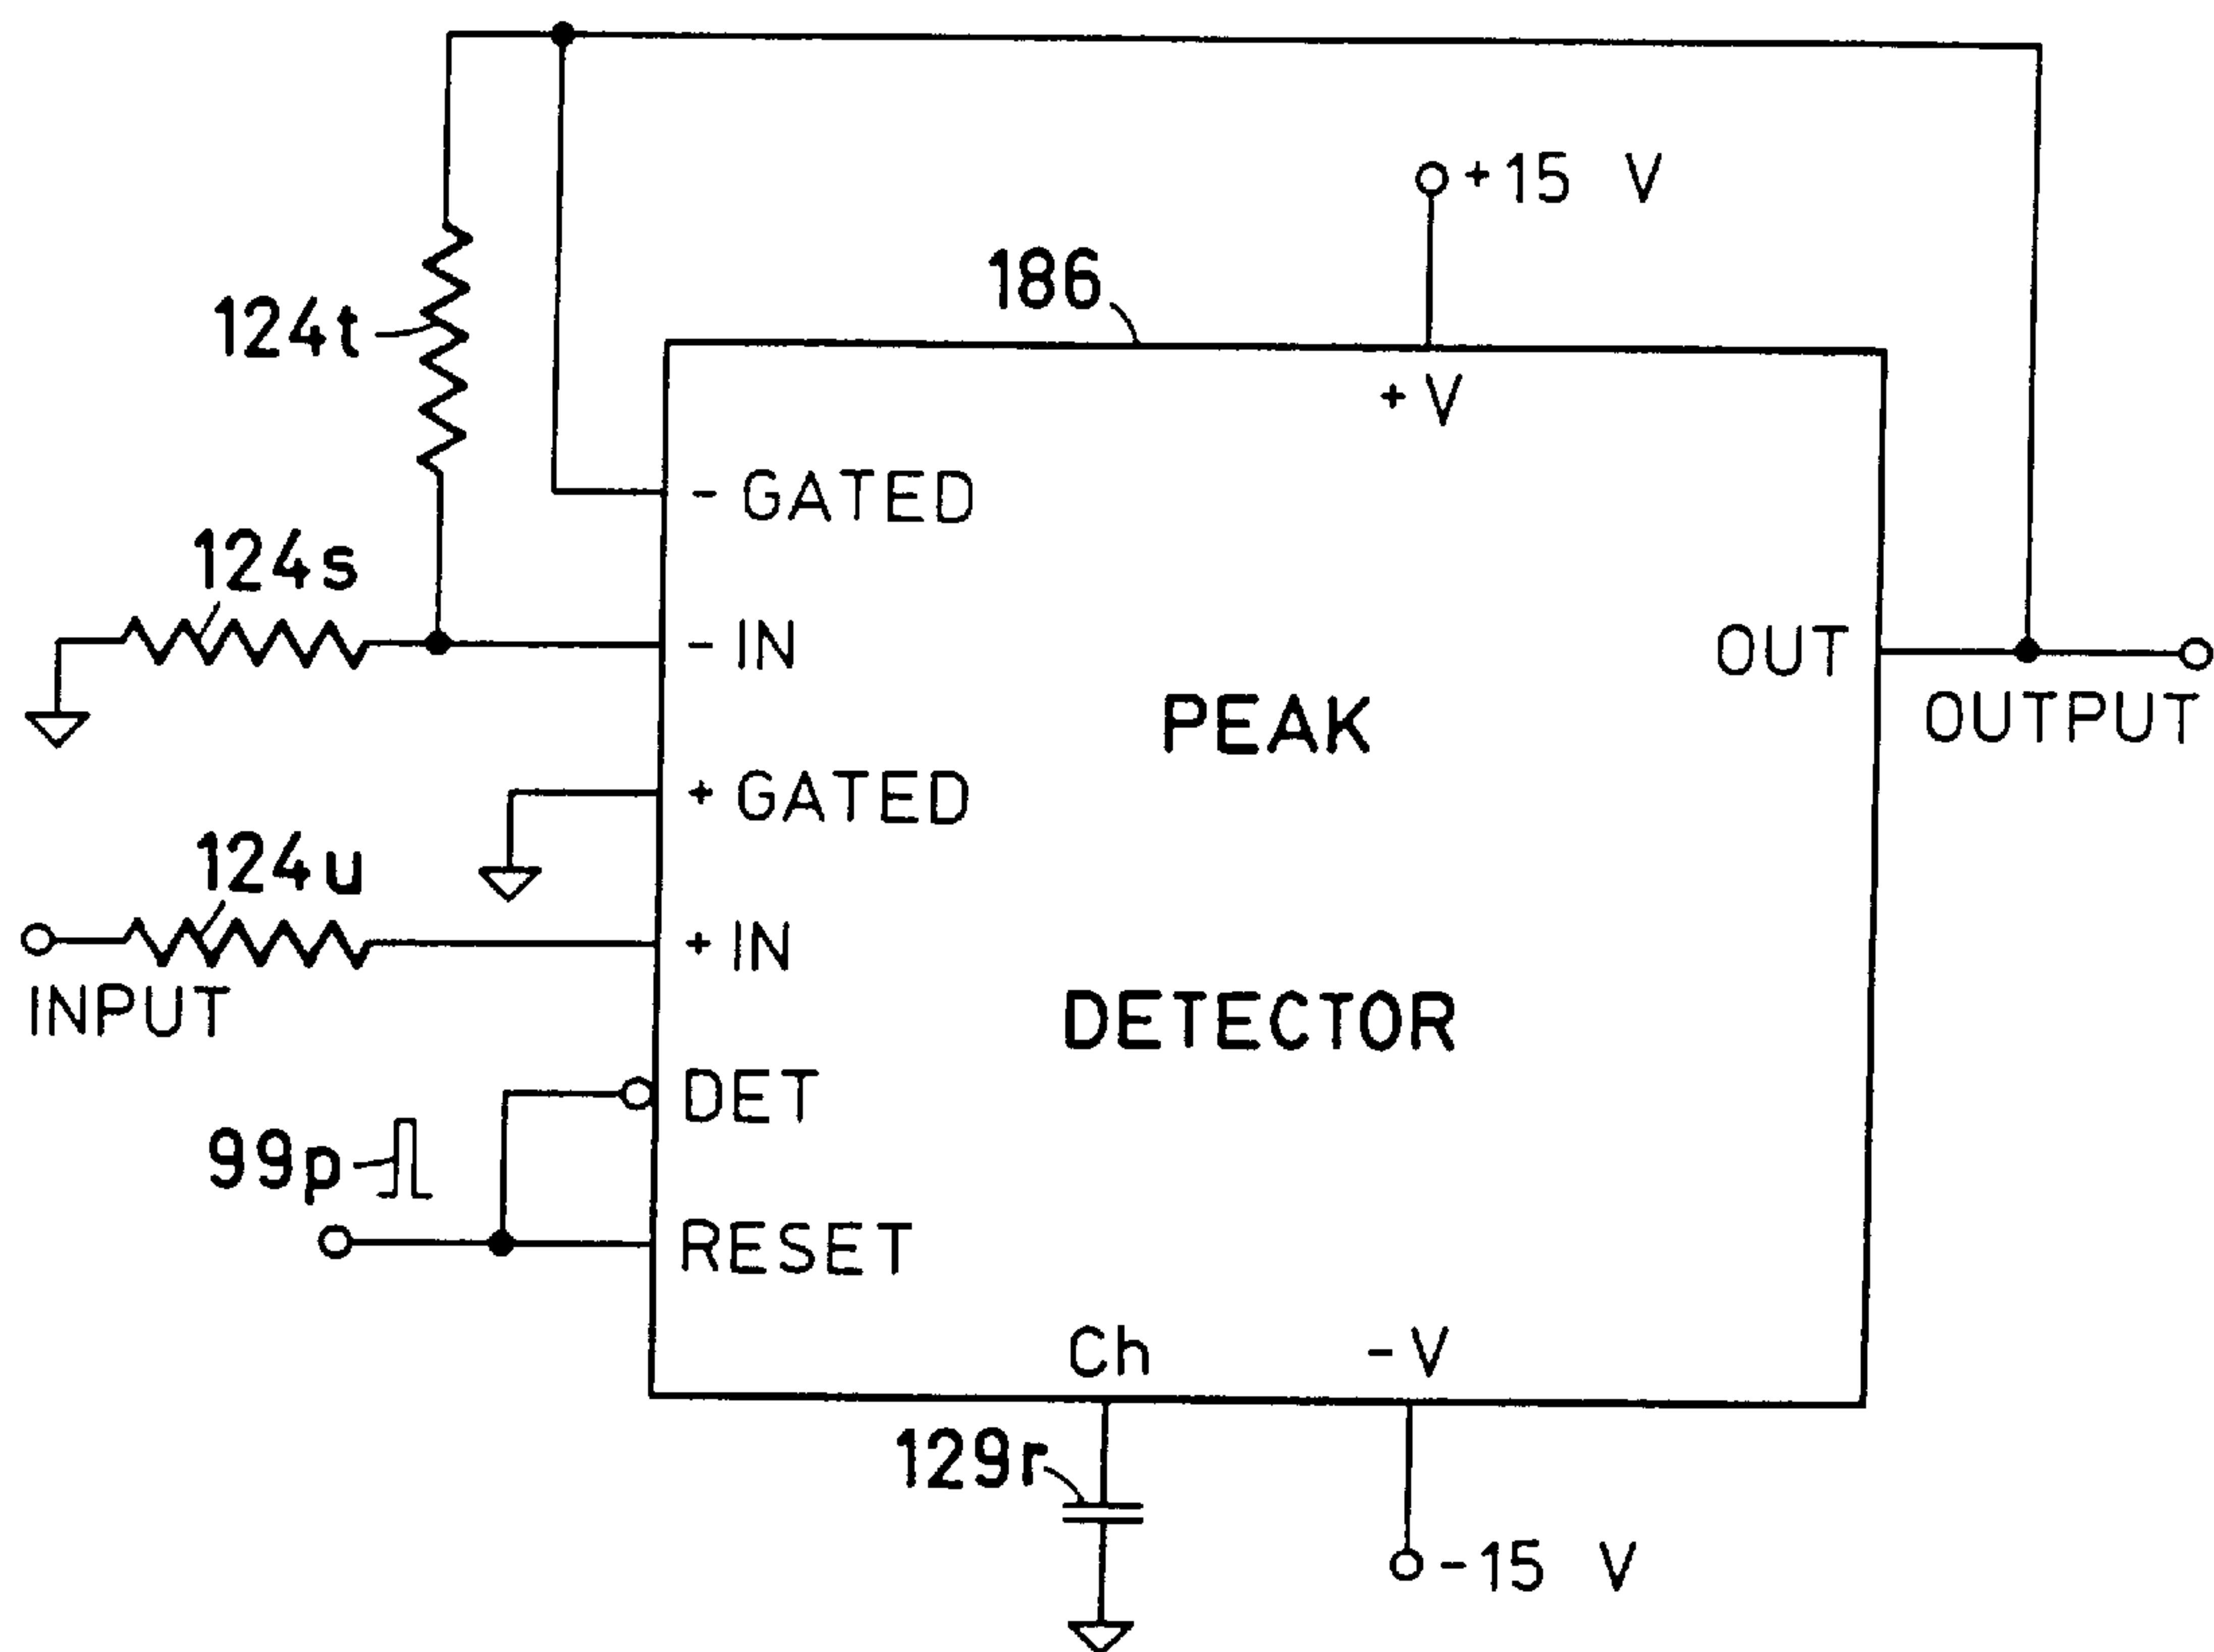 +15 V
186
124t
+ V
- GATED
124s
- IN
OUT
PEAK
OUTPUT
+ GATED
124u
+ IN
INPUT
DETECTOR
DET
99p
RESET
Ch
- V
129r
-15 V